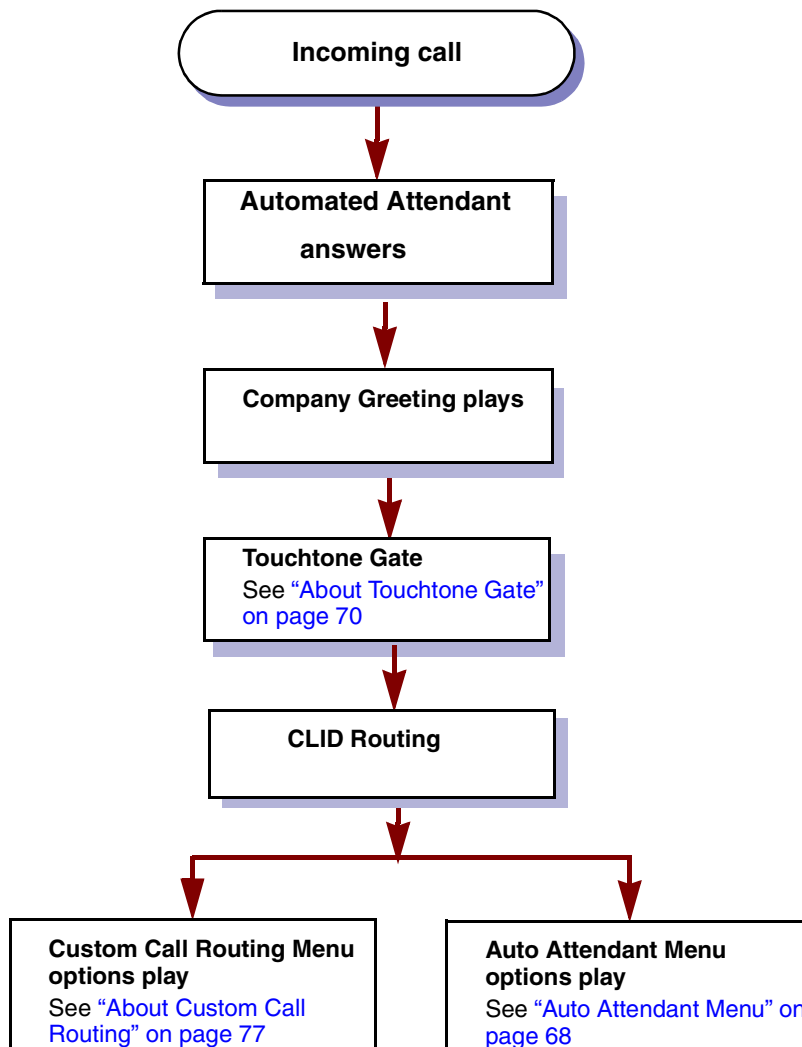 Incoming call
Automated Attendant
answers
Company Greeting plays
Touchtone Gate
See “About Touchtone Gate”
on page 70
CLID Routing
Custom Call Routing Menu
options play
See “About Custom Call
Routing” on page 77
Auto Attendant Menu
options play
See “Auto Attendant Menu” on
page 68